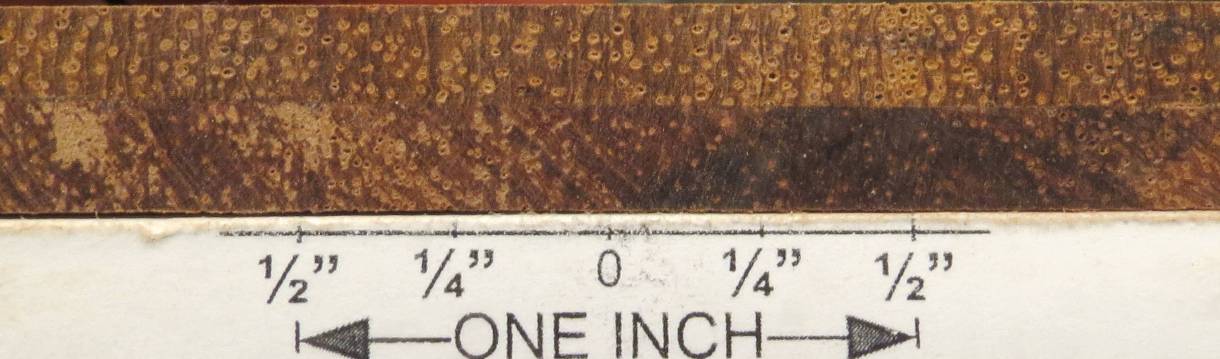 ½” ¼” 0 ¼” ½”
ONE INCH